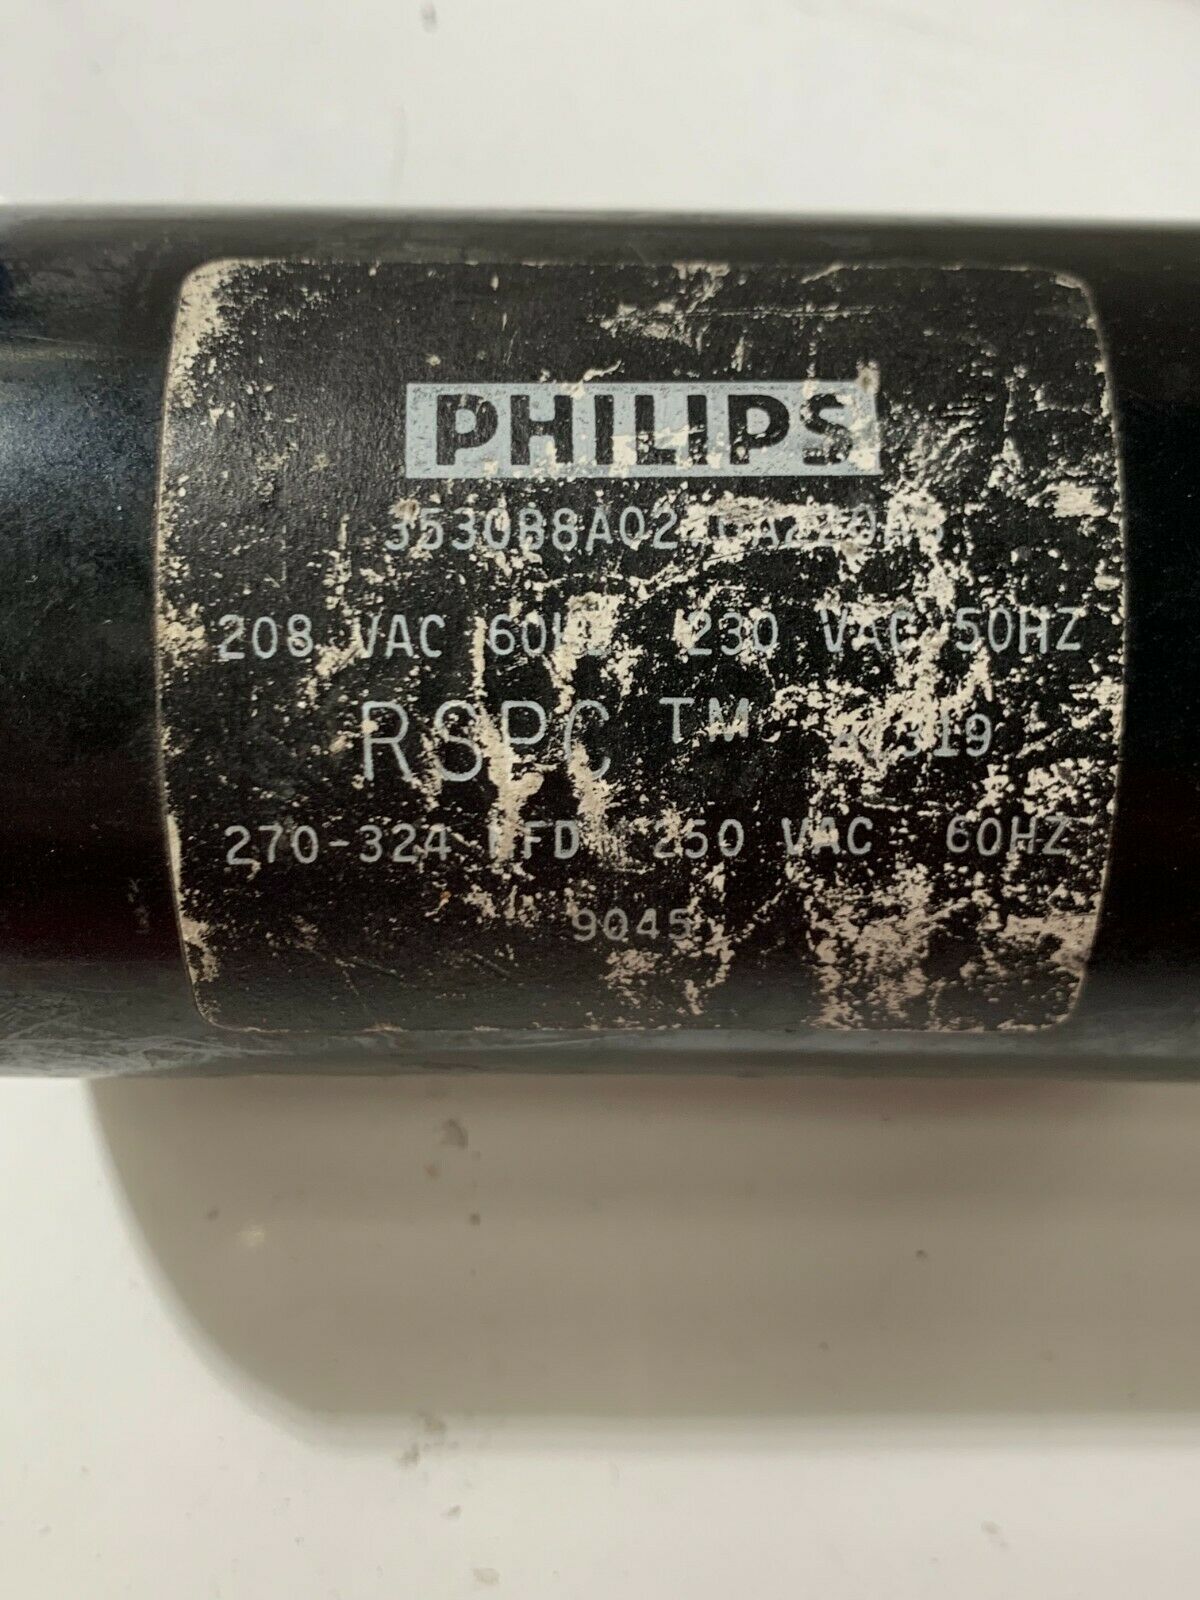 PHILIPS
208 VAC 60HZ 230 VAC 50HZ
RSPC TM
270-324 MFD 250 VAC 60HZ
9045